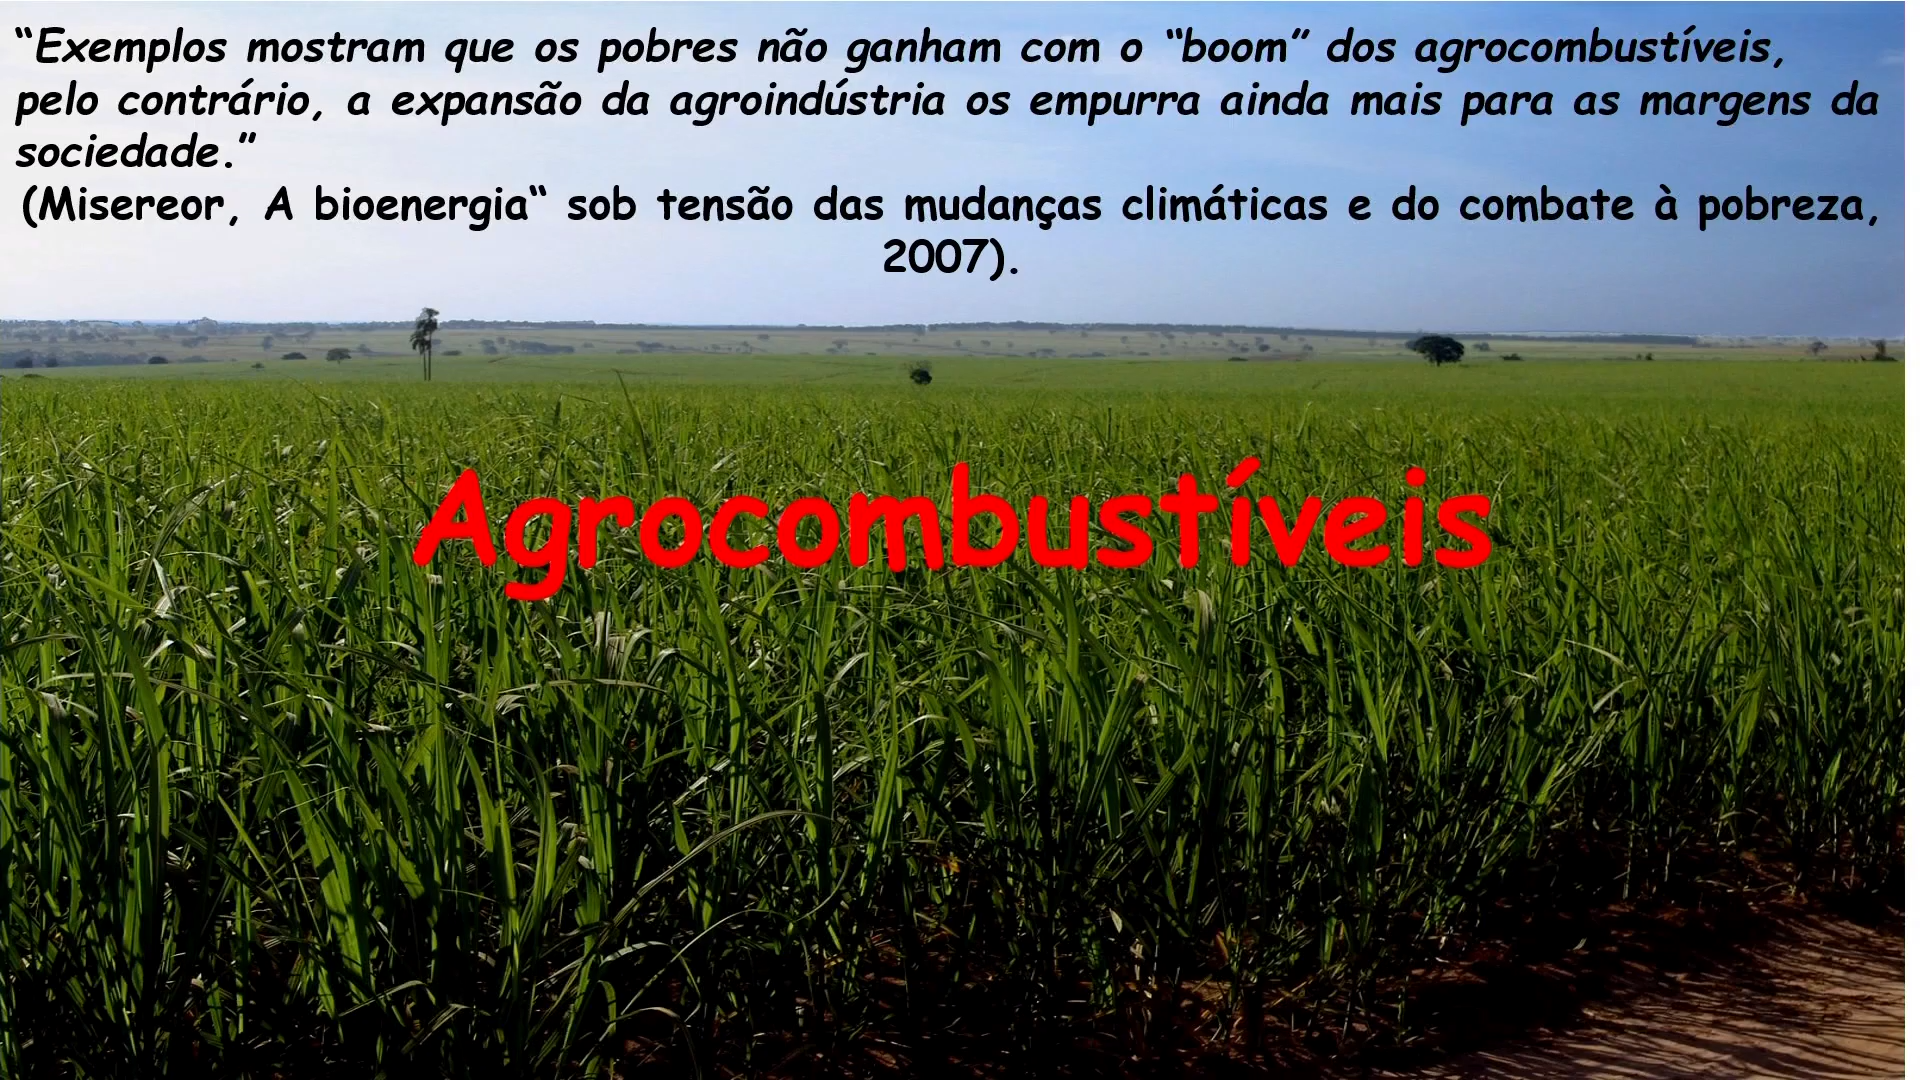 “Exemplos mostram que os pobres não ganham com o “boom” dos agrocombustíveis,
pelo contrário, a expansão da agroindústria os empurra ainda mais para as margens da
sociedade.”
(Misereor, A bioenergia“ sob tensão das mudanças climáticas e do combate à pobreza,
2007).
Agrocombustíveis